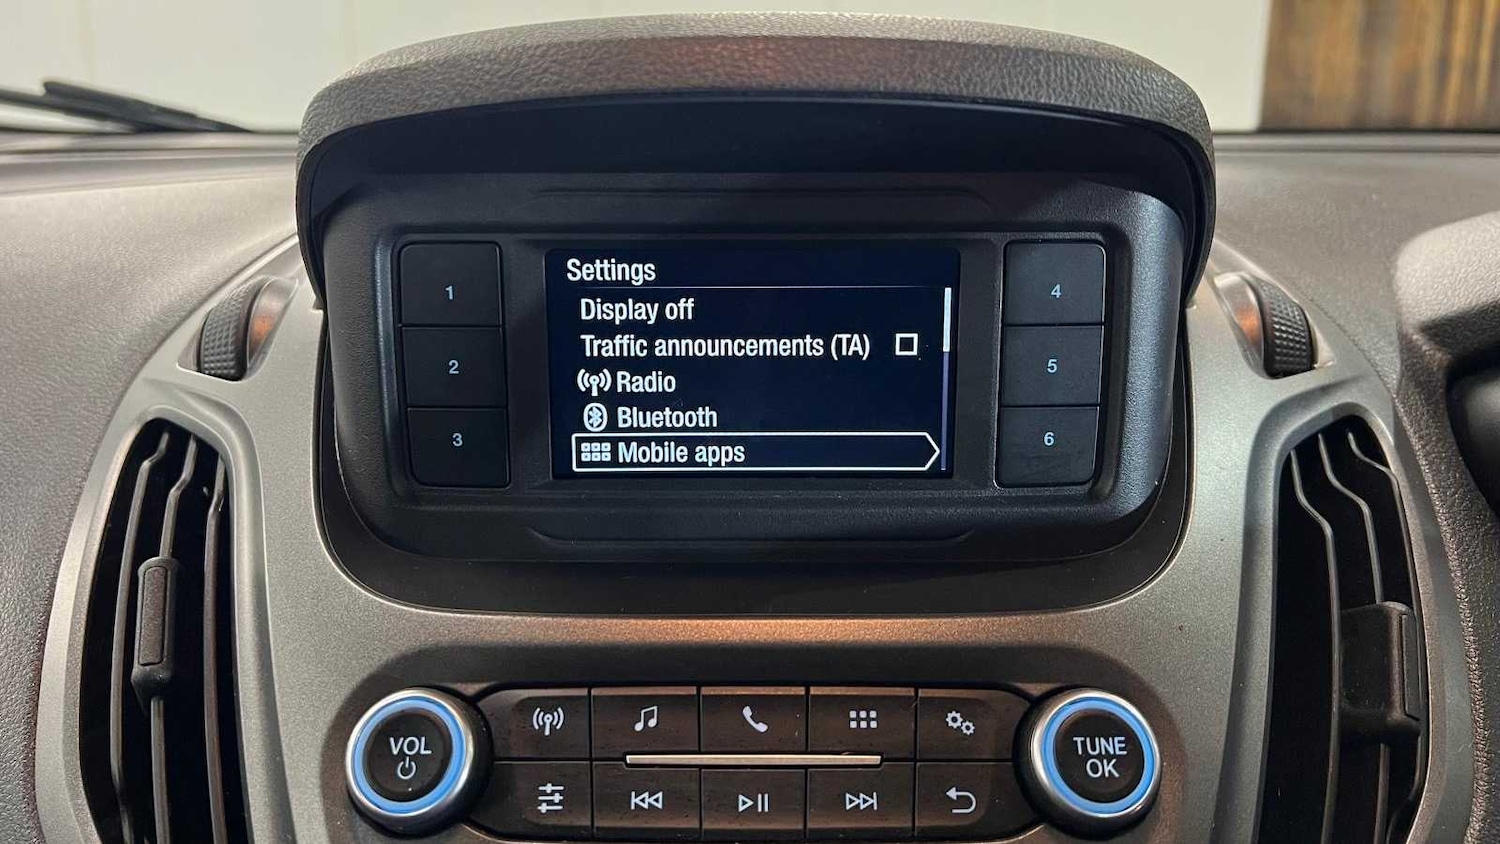 Settings
Display off
Traffic announcements (TA)
Radio
Bluetooth
Mobile apps
1
2
3
4
5
6
VOL
TUNE
OK